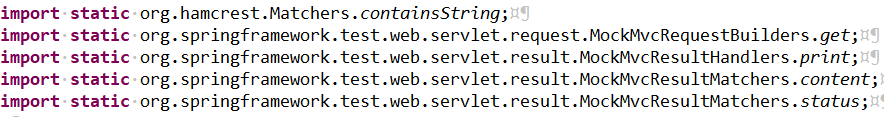 import static org.hamcrest.Matchers.containsString;
import static org.springframework.test.web.servlet.request.MockMvcRequestBuilders.get;
import static org.springframework.test.web.servlet.result.MockMvcResultHandlers.print;
import static org.springframework.test.web.servlet.result.MockMvcResultMatchers.content;
import static org.springframework.test.web.servlet.result.MockMvcResultMatchers.status;